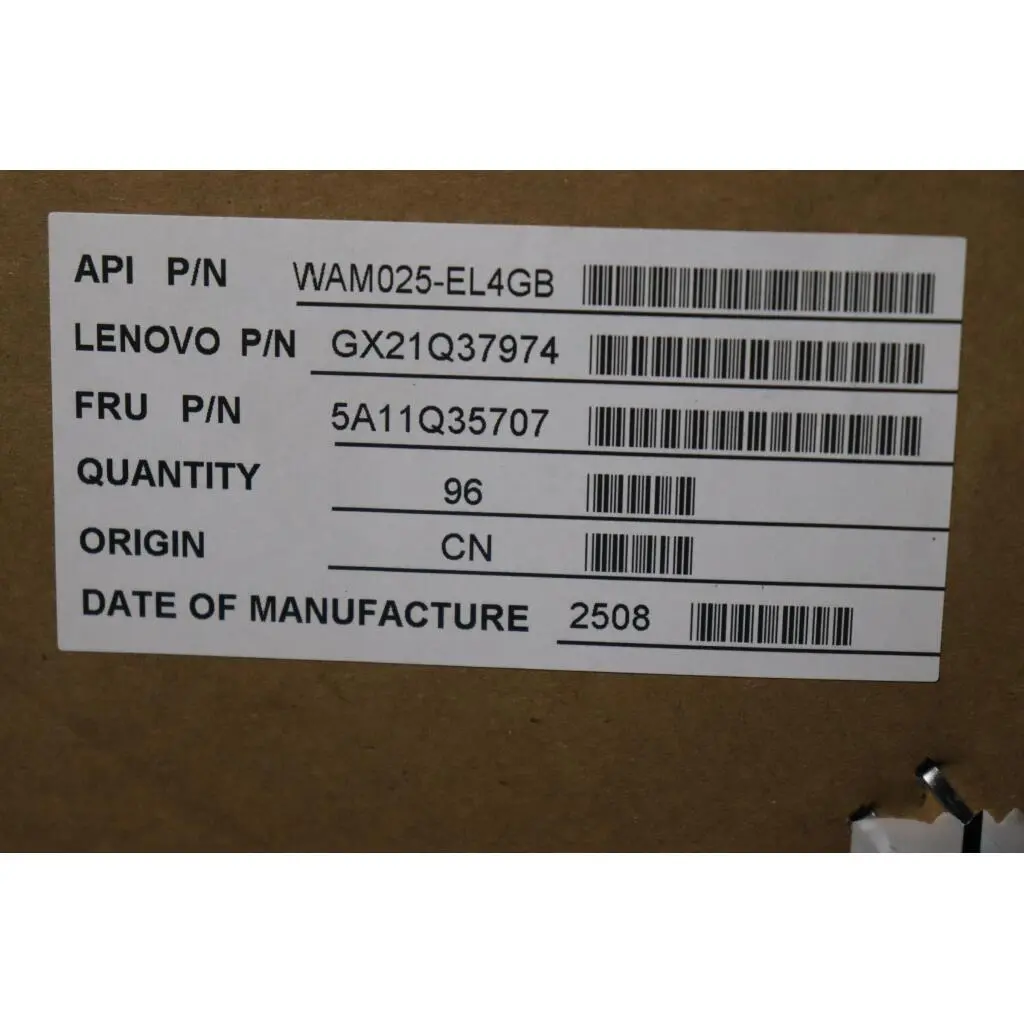 API P/N WAM025-EL4GB
LENOVO P/N GX21Q37974
FRU P/N 5A11Q35707
QUANTITY 96
ORIGIN CN
DATE OF MANUFACTURE 2508